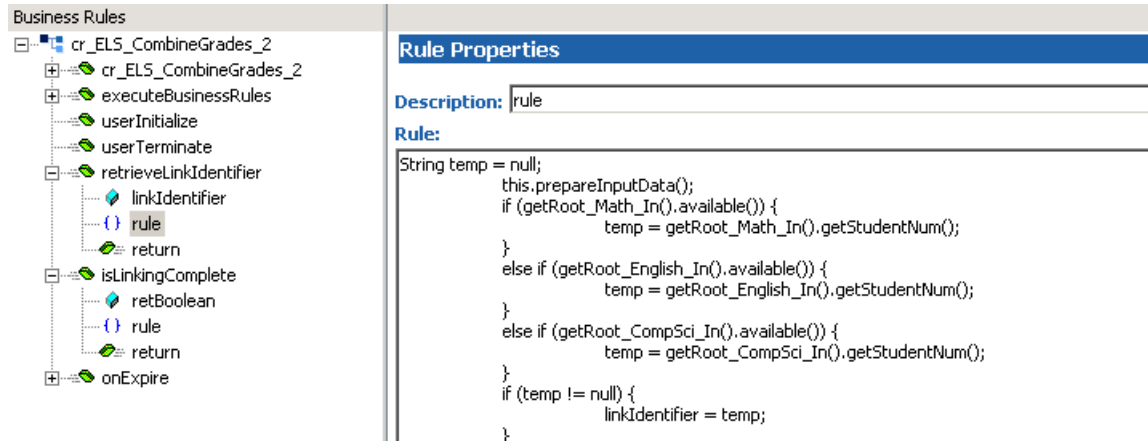 Business Rules
cr_ELS_CombineGrades_2
cr_ELS_CombineGrades_2
executeBusinessRules
userInitialize
userTerminate
retrieveLinkIdentifier
linkIdentifier
{ } rule
return
isLinkingComplete
retBoolean
{ } rule
return
onExpire
Rule Properties
Description: rule
Rule:
String temp = null;
this.prepareInputData();
if (getRoot_Math_In().available()) {
temp = getRoot_Math_In().getStudentNum();
}
else if (getRoot_English_In().available()) {
temp = getRoot_English_In().getStudentNum();
}
else if (getRoot_CompSci_In().available()) {
temp = getRoot_CompSci_In().getStudentNum();
}
if (temp != null) {
linkIdentifier = temp;
}